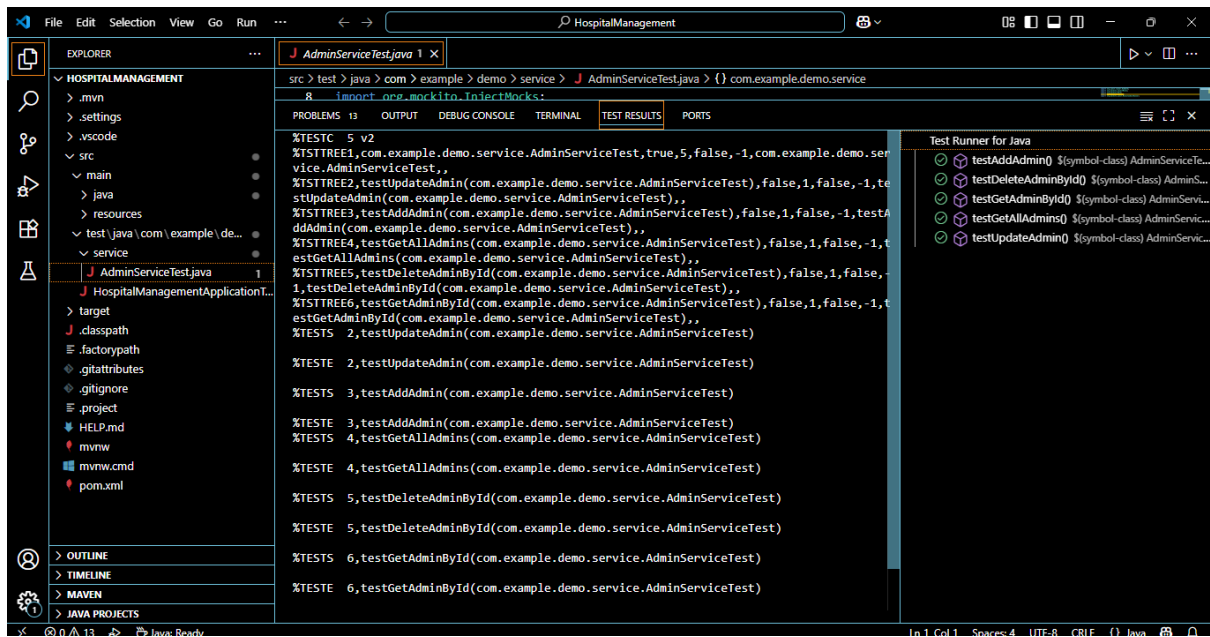 File Edit Selection View Go Run ···
HospitalManagement
EXPLORER ···
HOSPITALMANAGEMENT
.mvn
.settings
.vscode
src
main
java
resources
test\java\com\example\de...
service
AdminServiceTest.java 1
HospitalManagementApplicationT...
target
.classpath
.factorypath
.gitattributes
.gitignore
.project
HELP.md
mvnw
mvnw.cmd
pom.xml
OUTLINE
TIMELINE
MAVEN
JAVA PROJECTS
AdminServiceTest.java 1
src > test > java > com > example > demo > service > AdminServiceTest.java > {} com.example.demo.service
8 import org.mockito.InjectMocks;
PROBLEMS 13 OUTPUT DEBUG CONSOLE TERMINAL TEST RESULTS PORTS
%TESTC 5 v2
%TSTTREE1,com.example.demo.service.AdminServiceTest,true,5,false,-1,com.example.demo.ser
vice.AdminServiceTest,,
%TSTTREE2,testUpdateAdmin(com.example.demo.service.AdminServiceTest),false,1,false,-1,te
stUpdateAdmin(com.example.demo.service.AdminServiceTest),,
%TSTTREE3,testAddAdmin(com.example.demo.service.AdminServiceTest),false,1,false,-1,testA
ddAdmin(com.example.demo.service.AdminServiceTest),,
%TSTTREE4,testGetAllAdmins(com.example.demo.service.AdminServiceTest),false,1,false,-1,t
estGetAllAdmins(com.example.demo.service.AdminServiceTest),,
%TSTTREE5,testDeleteAdminById(com.example.demo.service.AdminServiceTest),false,1,false,-
1,testDeleteAdminById(com.example.demo.service.AdminServiceTest),,
%TSTTREE6,testGetAdminById(com.example.demo.service.AdminServiceTest),false,1,false,-1,t
estGetAdminById(com.example.demo.service.AdminServiceTest),,
%TESTS 2,testUpdateAdmin(com.example.demo.service.AdminServiceTest)
%TESTE 2,testUpdateAdmin(com.example.demo.service.AdminServiceTest)
%TESTS 3,testAddAdmin(com.example.demo.service.AdminServiceTest)
%TESTE 3,testAddAdmin(com.example.demo.service.AdminServiceTest)
%TESTS 4,testGetAllAdmins(com.example.demo.service.AdminServiceTest)
%TESTE 4,testGetAllAdmins(com.example.demo.service.AdminServiceTest)
%TESTS 5,testDeleteAdminById(com.example.demo.service.AdminServiceTest)
%TESTE 5,testDeleteAdminById(com.example.demo.service.AdminServiceTest)
%TESTS 6,testGetAdminById(com.example.demo.service.AdminServiceTest)
%TESTE 6,testGetAdminById(com.example.demo.service.AdminServiceTest)
Test Runner for Java
testAddAdmin() $(symbol-class) AdminServiceTe...
testDeleteAdminById() $(symbol-class) AdminS...
testGetAdminById() $(symbol-class) AdminServi...
testGetAllAdmins() $(symbol-class) AdminServic...
testUpdateAdmin() $(symbol-class) AdminServic...
1
0 13 Java: Ready Ln 1, Col 1 Spaces: 4 UTF-8 CRLF {} Java